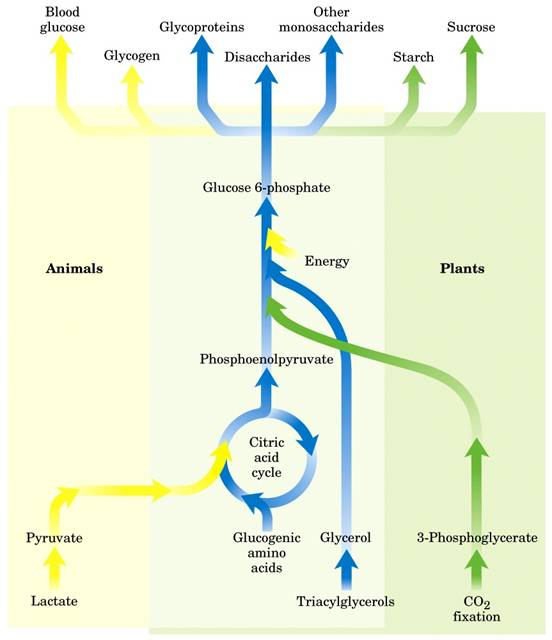 Blood
glucose
Glycogen
Glycoproteins
Disaccharides
Other
monosaccharides
Starch
Sucrose
Glucose 6-phosphate
Energy
Animals
Plants
Phosphoenolpyruvate
Citric
acid
cycle
Pyruvate
Glucogenic
amino
acids
Glycerol
3-Phosphoglycerate
Lactate
Triacylglycerols
CO₂
fixation